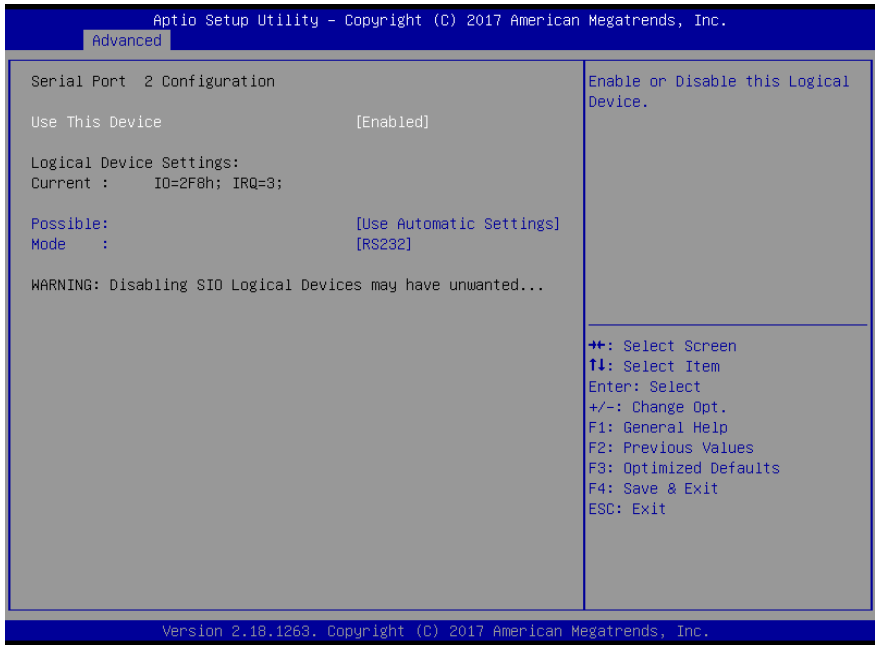 Aptio Setup Utility – Copyright (C) 2017 American Megatrends, Inc.
Advanced
Serial Port 2 Configuration
Use This Device [Enabled]
Logical Device Settings:
Current : IO=2F8h; IRQ=3;
Possible: [Use Automatic Settings]
Mode : [RS232]
WARNING: Disabling SIO Logical Devices may have unwanted...
Enable or Disable this Logical
Device.
→←: Select Screen
↑↓: Select Item
Enter: Select
+/-: Change Opt.
F1: General Help
F2: Previous Values
F3: Optimized Defaults
F4: Save & Exit
ESC: Exit
Version 2.18.1263. Copyright (C) 2017 American Megatrends, Inc.